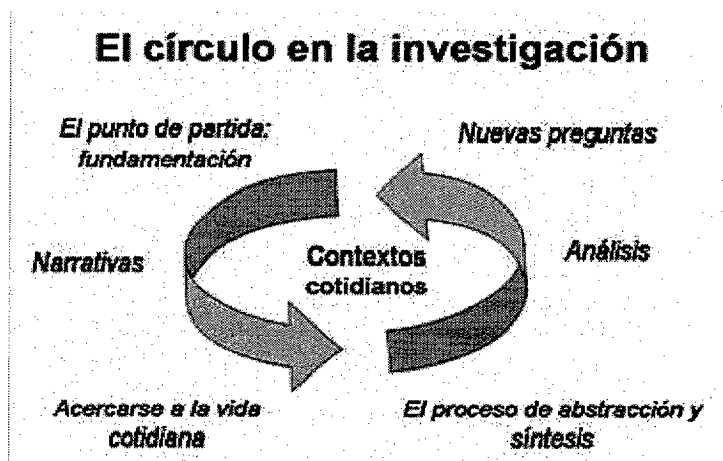 El círculo en la investigación
El punto de partida:
fundamentación
Nuevas preguntas
Narrativas
Contextos
cotidianos
Análisis
Acercarse a la vida
cotidiana
El proceso de abstracción y
síntesis